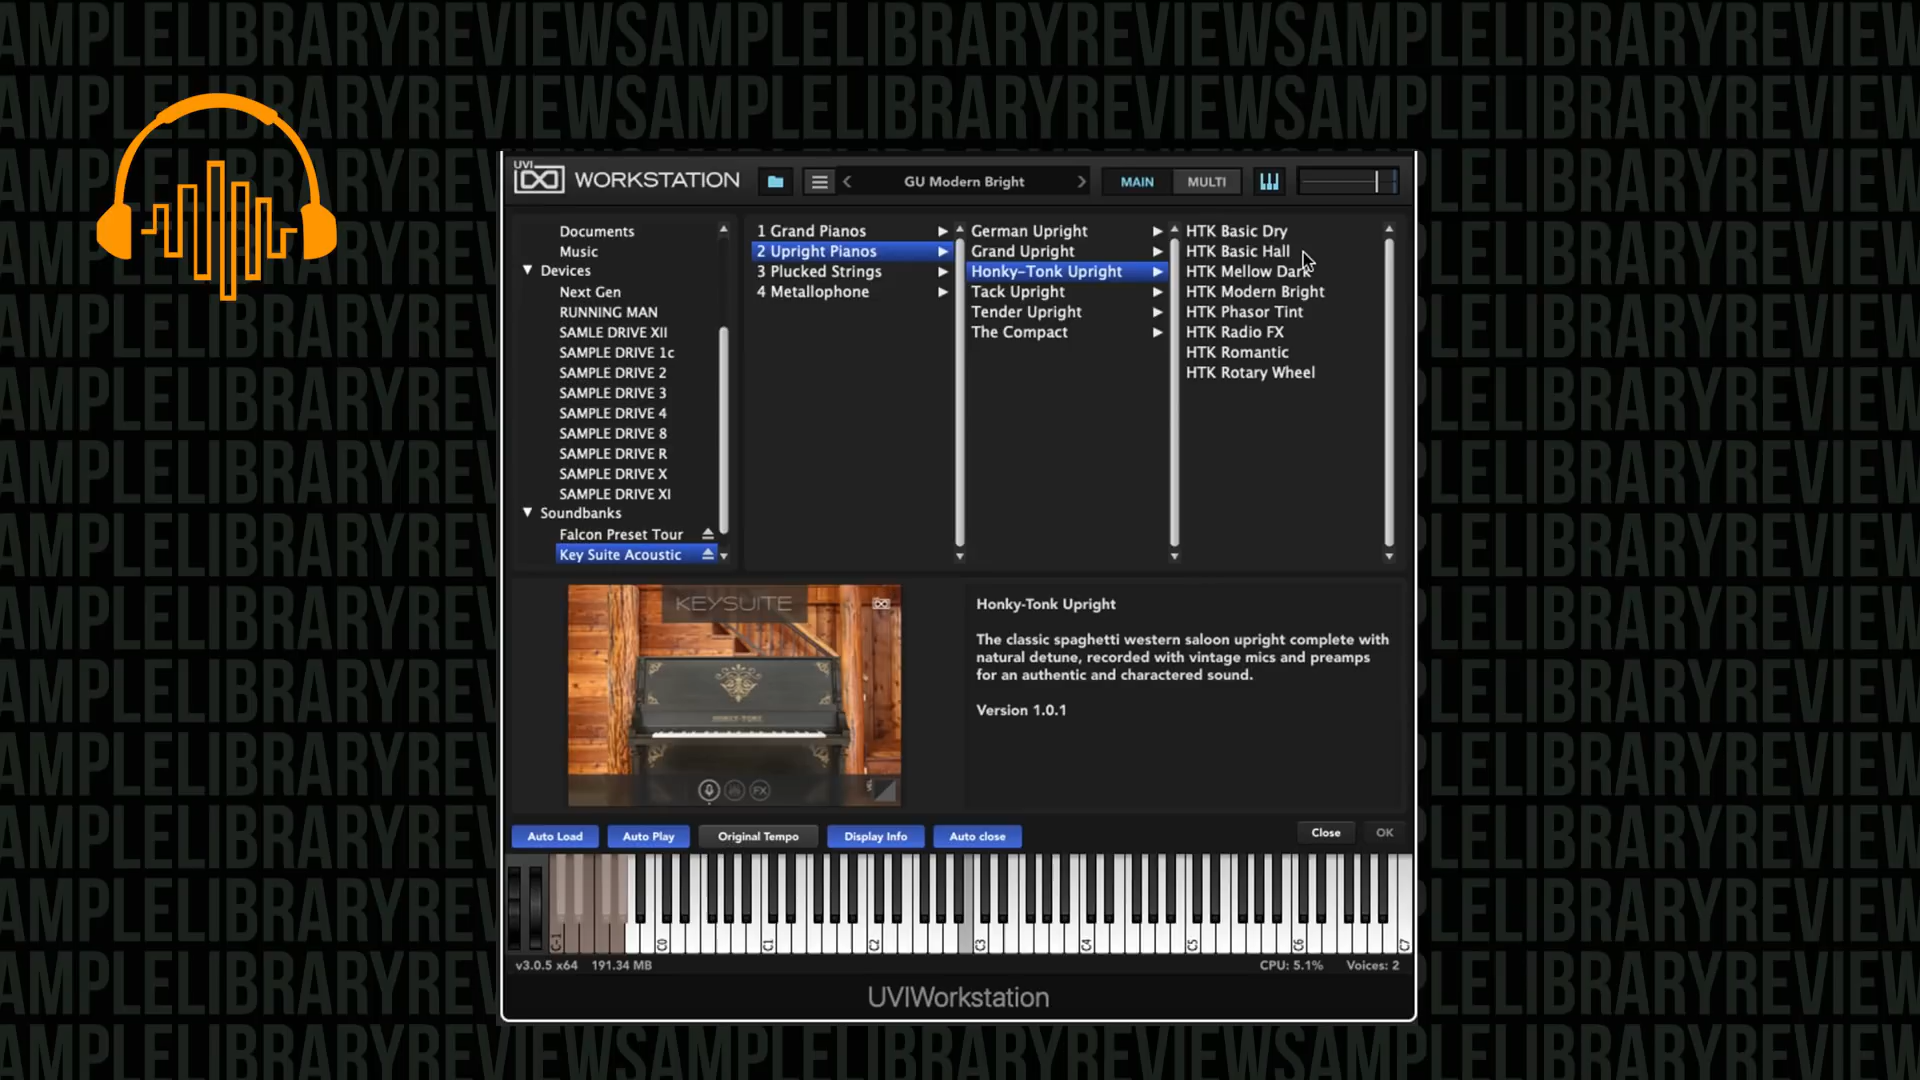 UVI
WORKSTATION
GU Modern Bright
MAIN
MULTI
Documents
Music
Devices
Next Gen
RUNNING MAN
SAMLE DRIVE XII
SAMPLE DRIVE 1c
SAMPLE DRIVE 2
SAMPLE DRIVE 3
SAMPLE DRIVE 4
SAMPLE DRIVE 8
SAMPLE DRIVE R
SAMPLE DRIVE X
SAMPLE DRIVE XI
Soundbanks
Falcon Preset Tour
Key Suite Acoustic
1 Grand Pianos
2 Upright Pianos
3 Plucked Strings
4 Metallophone
German Upright
Grand Upright
Honky-Tonk Upright
Tack Upright
Tender Upright
The Compact
HTK Basic Dry
HTK Basic Hall
HTK Mellow Dark
HTK Modern Bright
HTK Phasor Tint
HTK Radio FX
HTK Romantic
HTK Rotary Wheel
KEYSUITE
HONKY-TONK
FX
VEL
Honky-Tonk Upright
The classic spaghetti western saloon upright complete with
natural detune, recorded with vintage mics and preamps
for an authentic and charactered sound.
Version 1.0.1
Auto Load
Auto Play
Original Tempo
Display Info
Auto close
Close
OK
C-1
C0
C1
C2
C3
C4
C5
C6
C7
v3.0.5 x64
191.34 MB
CPU: 5.1%
Voices: 2
UVIWorkstation